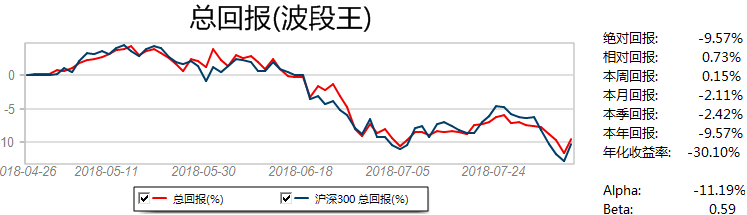 总回报(波段王)
绝对回报: -9.57%
相对回报: 0.73%
本周回报: 0.15%
本月回报: -2.11%
本季回报: -2.42%
本年回报: -9.57%
年化收益率: -30.10%
Alpha: -11.19%
Beta: 0.59
0
-5
10
018-04-26 2018-05-11 2018-05-30 2018-06-18 2018-07-05 2018-07-24
总回报(%) 沪深300 总回报(%)